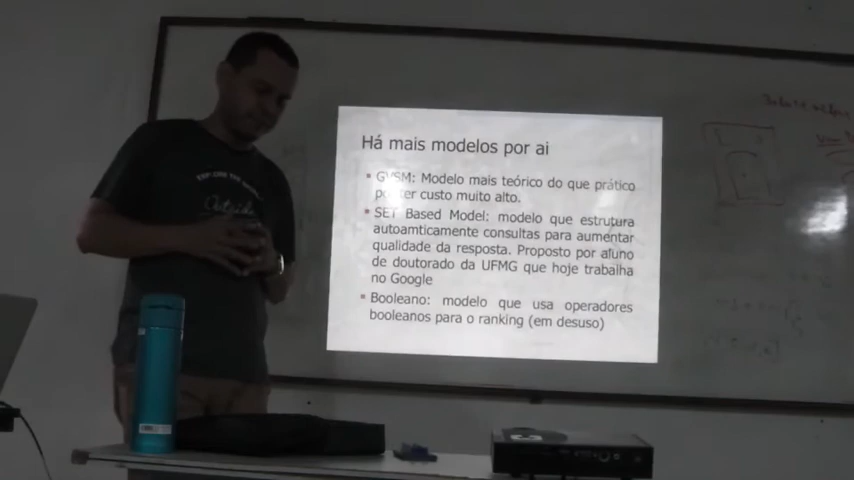 Há mais modelos por ai
GVSM: Modelo mais teórico do que prático
por ter custo muito alto.
SET Based Model: modelo que estrutura
autoamticamente consultas para aumentar
qualidade da resposta. Proposto por aluno
de doutorado da UFMG que hoje trabalha
no Google
Booleano: modelo que usa operadores
booleanos para o ranking (em desuso)
3